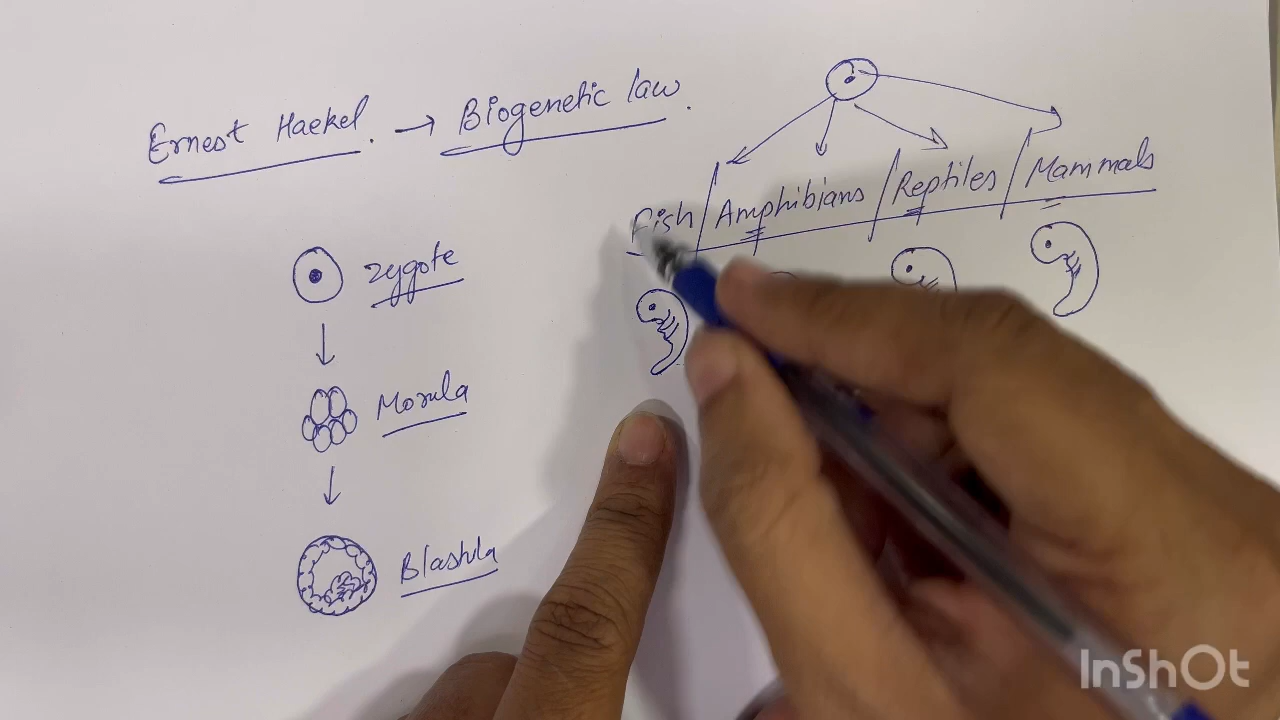 Ernest Haekel. → Biogenetic law.
Fish / Amphibians / Reptiles / Mammals
Zygote
Morula
Blastula
InShOt